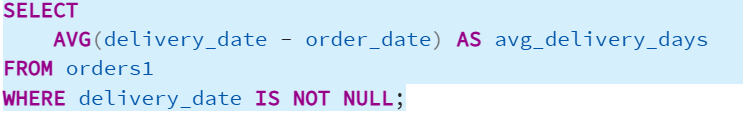 SELECT
    AVG(delivery_date - order_date) AS avg_delivery_days
FROM orders1
WHERE delivery_date IS NOT NULL;